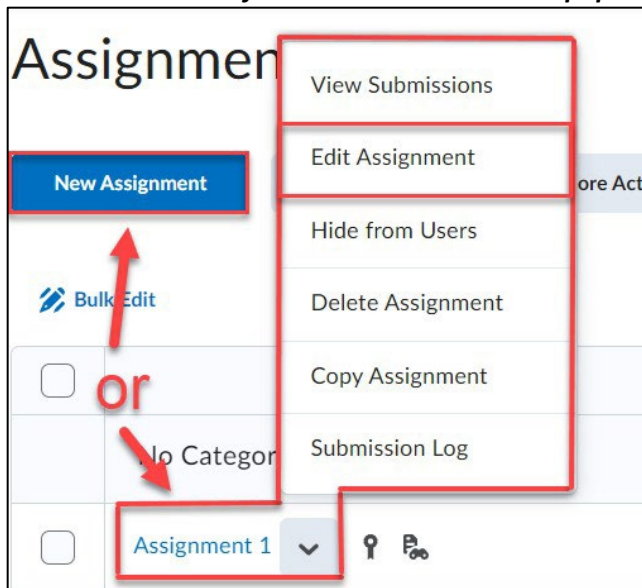 Assignmen
View Submissions
Edit Assignment
New Assignment
ore Act
Hide from Users
Bulk Edit
Delete Assignment
or
Copy Assignment
No Categor
Submission Log
Assignment 1